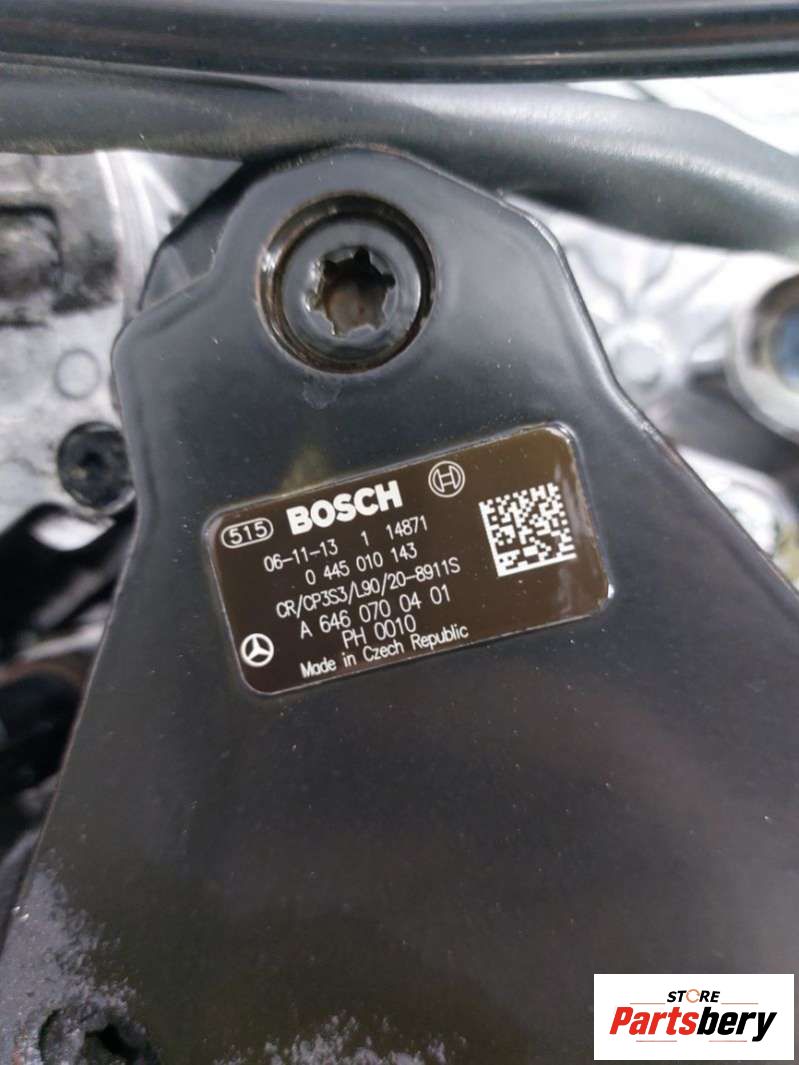 515 BOSCH
06-11-13 1 14871
0 445 010 143
CR/CP3S3/L90/20-8911S
A 646 070 04 01
PH 0010
Made in Czech Republic
STORE
Partsbery